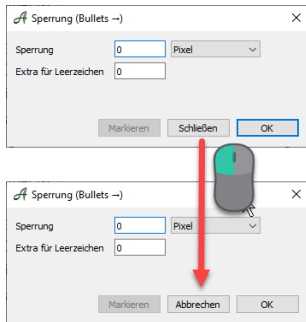 Sperrung (Bullets →)
Sperrung 0 Pixel
Extra für Leerzeichen 0
Markieren Schließen OK
Sperrung (Bullets →)
Sperrung 0 Pixel
Extra für Leerzeichen 0
Markieren Abbrechen OK